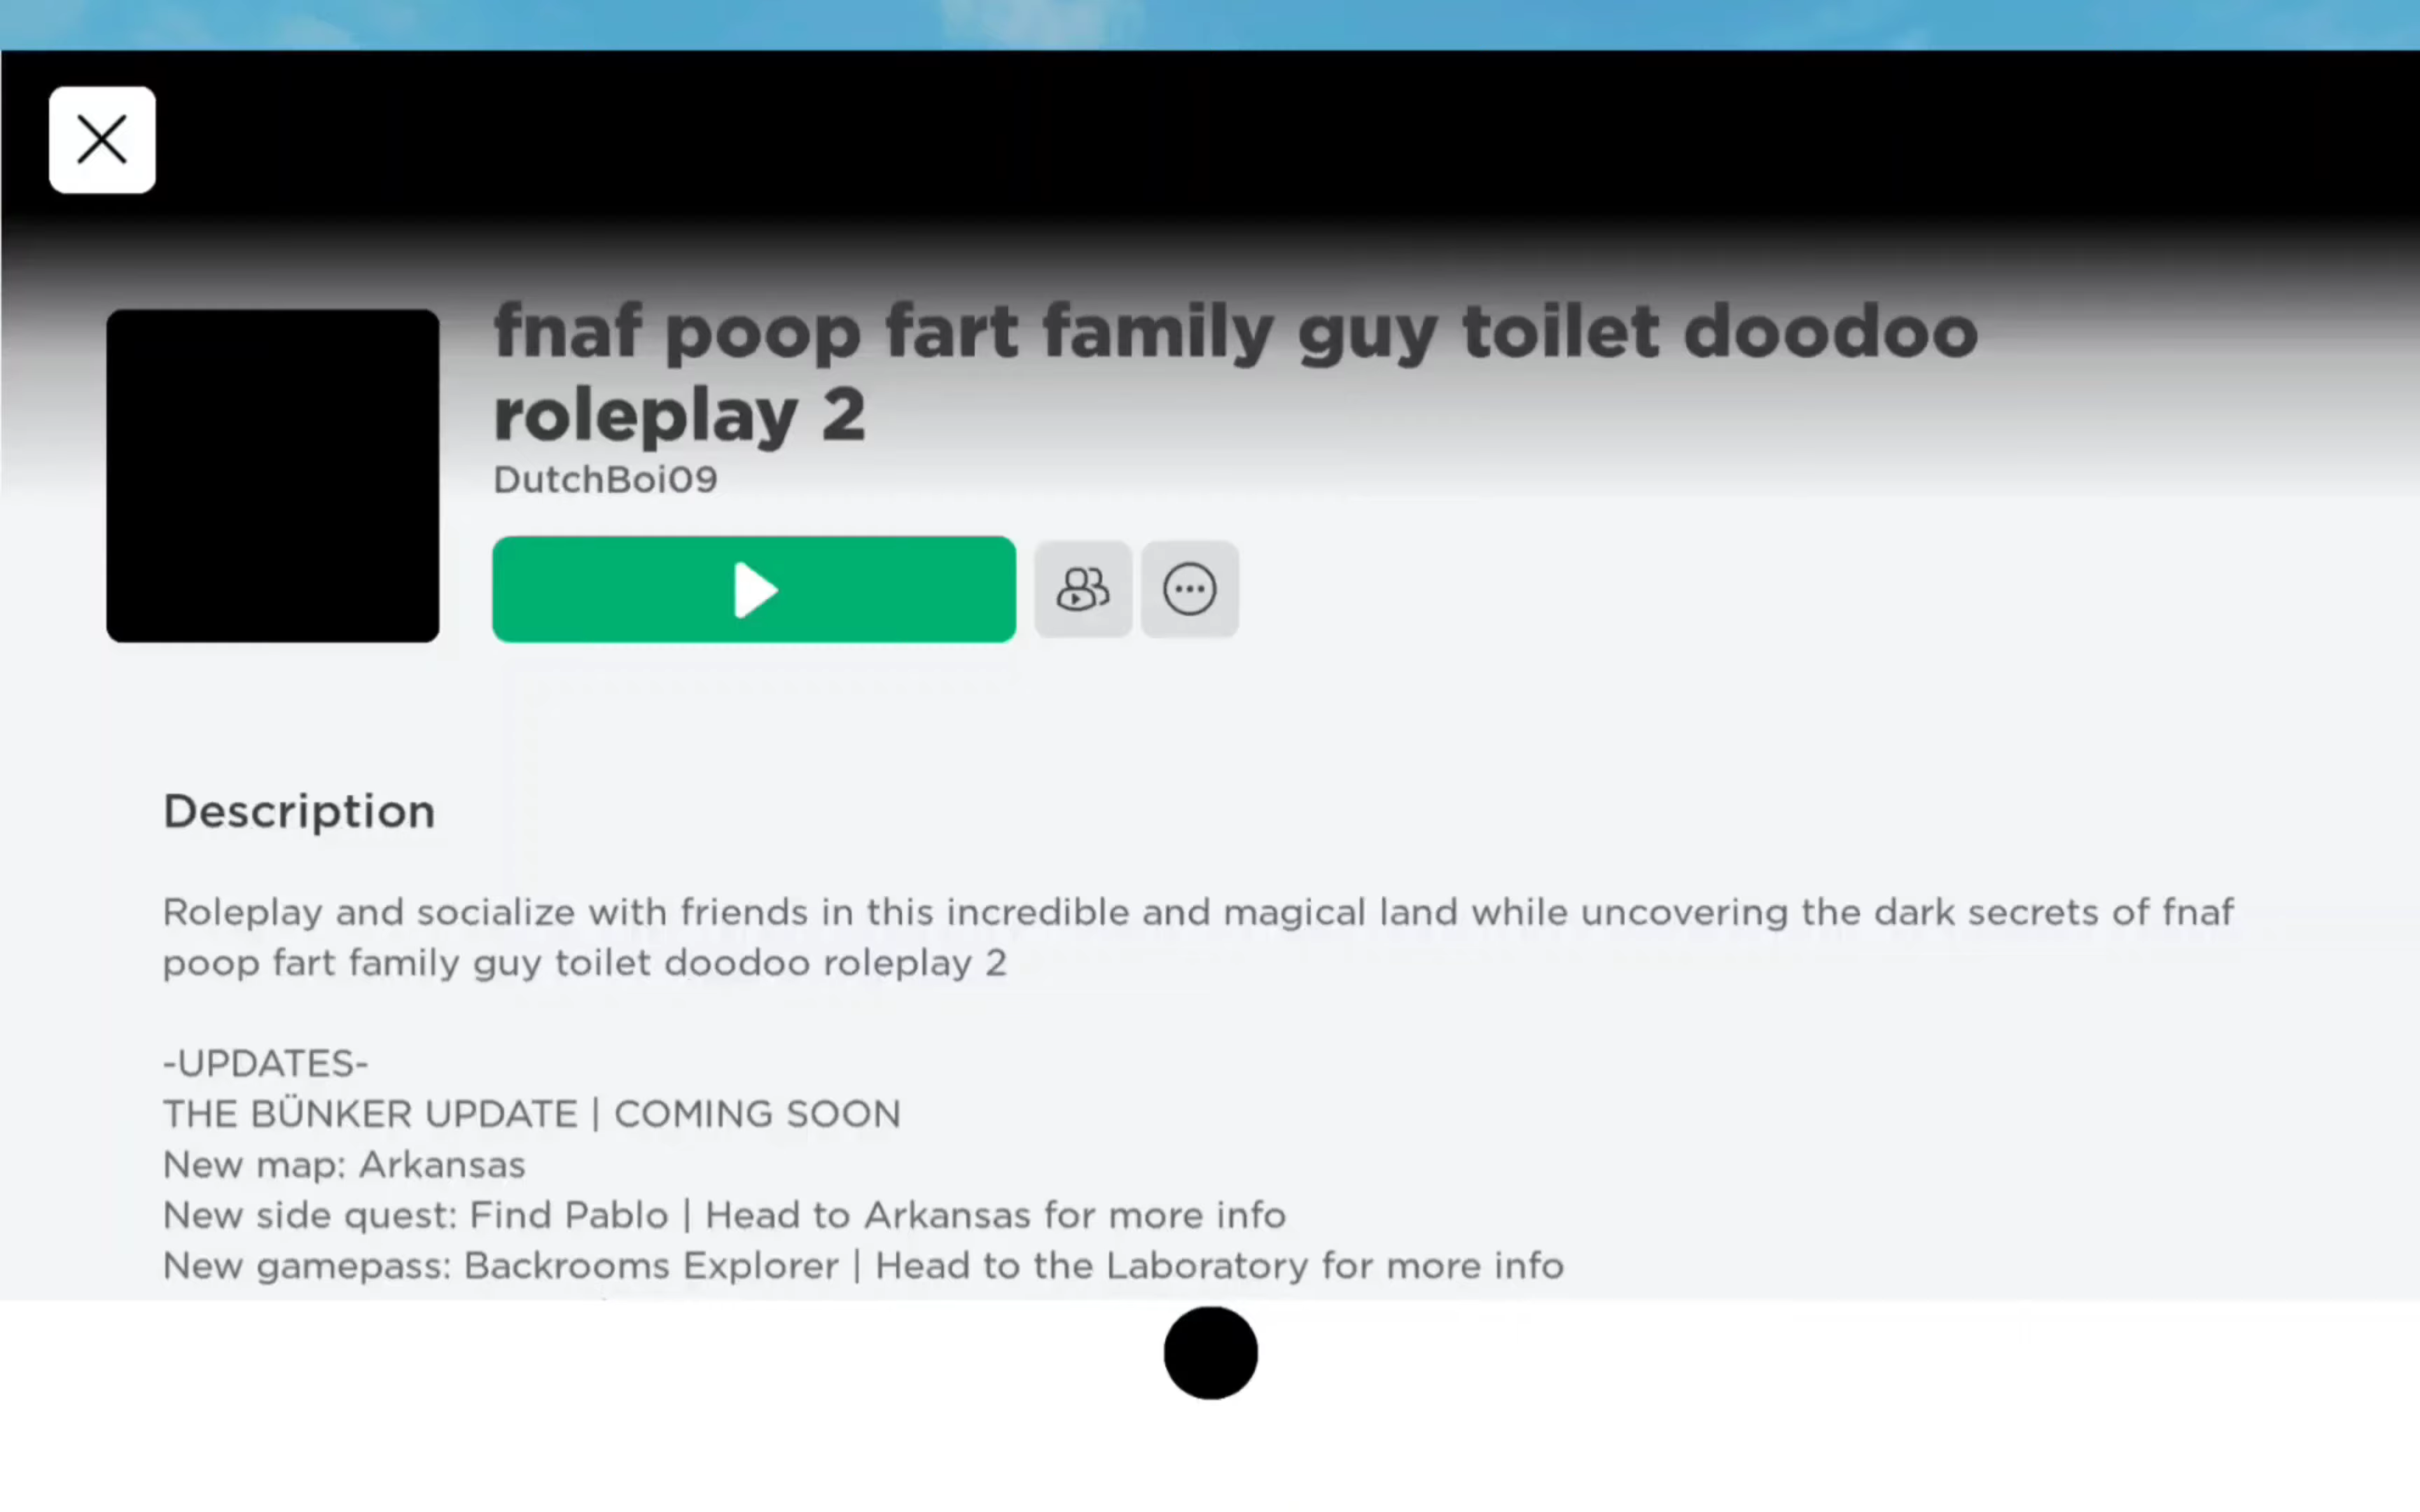 fnaf poop fart family guy toilet doodoo
roleplay 2
DutchBoi09
Description
Roleplay and socialize with friends in this incredible and magical land while uncovering the dark secrets of fnaf
poop fart family guy toilet doodoo roleplay 2
-UPDATES-
THE BÜNKER UPDATE | COMING SOON
New map: Arkansas
New side quest: Find Pablo | Head to Arkansas for more info
New gamepass: Backrooms Explorer | Head to the Laboratory for more info